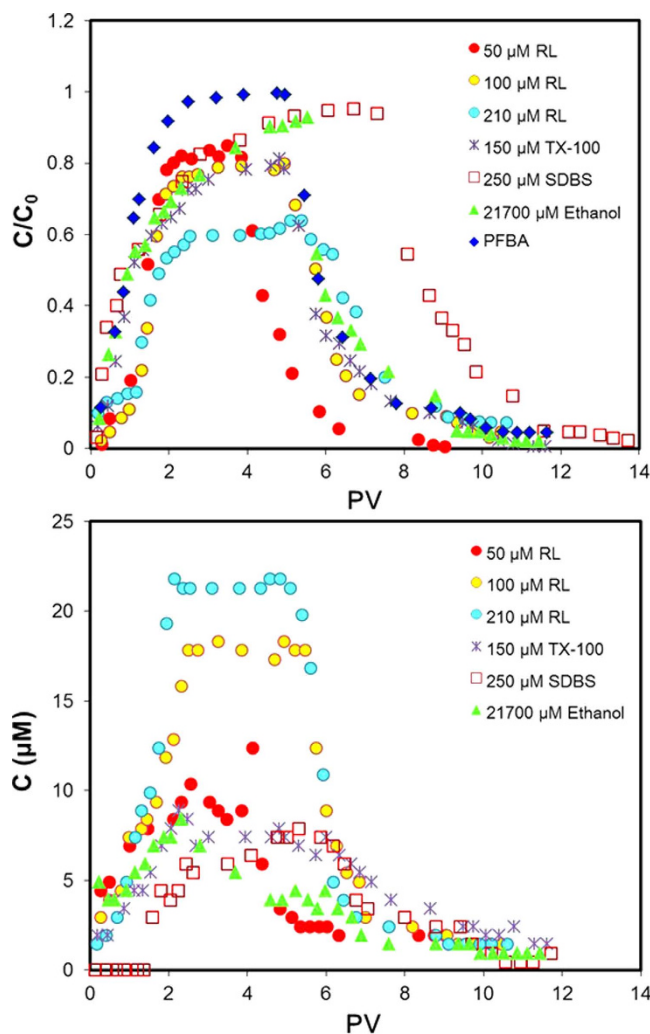 1.2
1
0.8
0.6
0.4
0.2
0
C/C0
50 µM RL
100 µM RL
210 µM RL
150 µM TX-100
250 µM SDBS
21700 µM Ethanol
PFBA
0 2 4 6 8 10 12 14
PV
25
20
15
10
5
0
C (µM)
50 µM RL
100 µM RL
210 µM RL
150 µM TX-100
250 µM SDBS
21700 µM Ethanol
0 2 4 6 8 10 12 14
PV